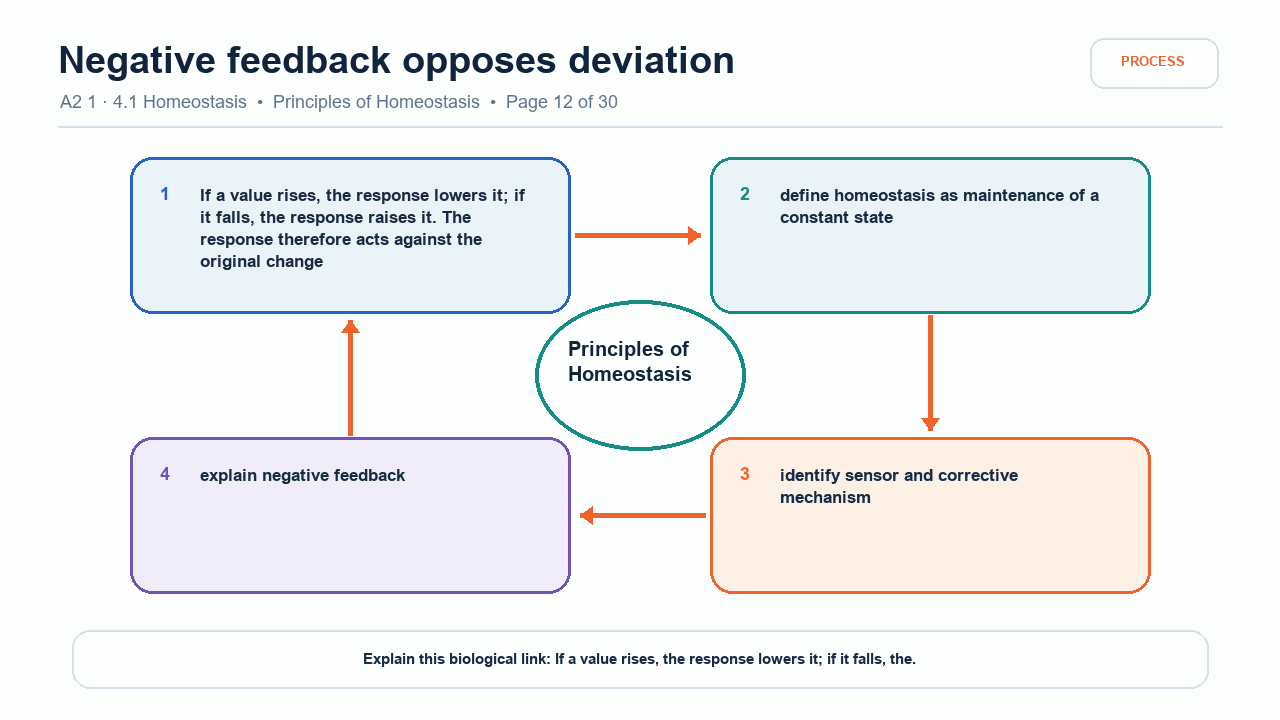 Negative feedback opposes deviation
PROCESS
A2 1 · 4.1 Homeostasis • Principles of Homeostasis • Page 12 of 30
1 If a value rises, the response lowers it; if
it falls, the response raises it. The
response therefore acts against the
original change
2 define homeostasis as maintenance of a
constant state
Principles of
Homeostasis
4 explain negative feedback
3 identify sensor and corrective
mechanism
Explain this biological link: If a value rises, the response lowers it; if it falls, the.